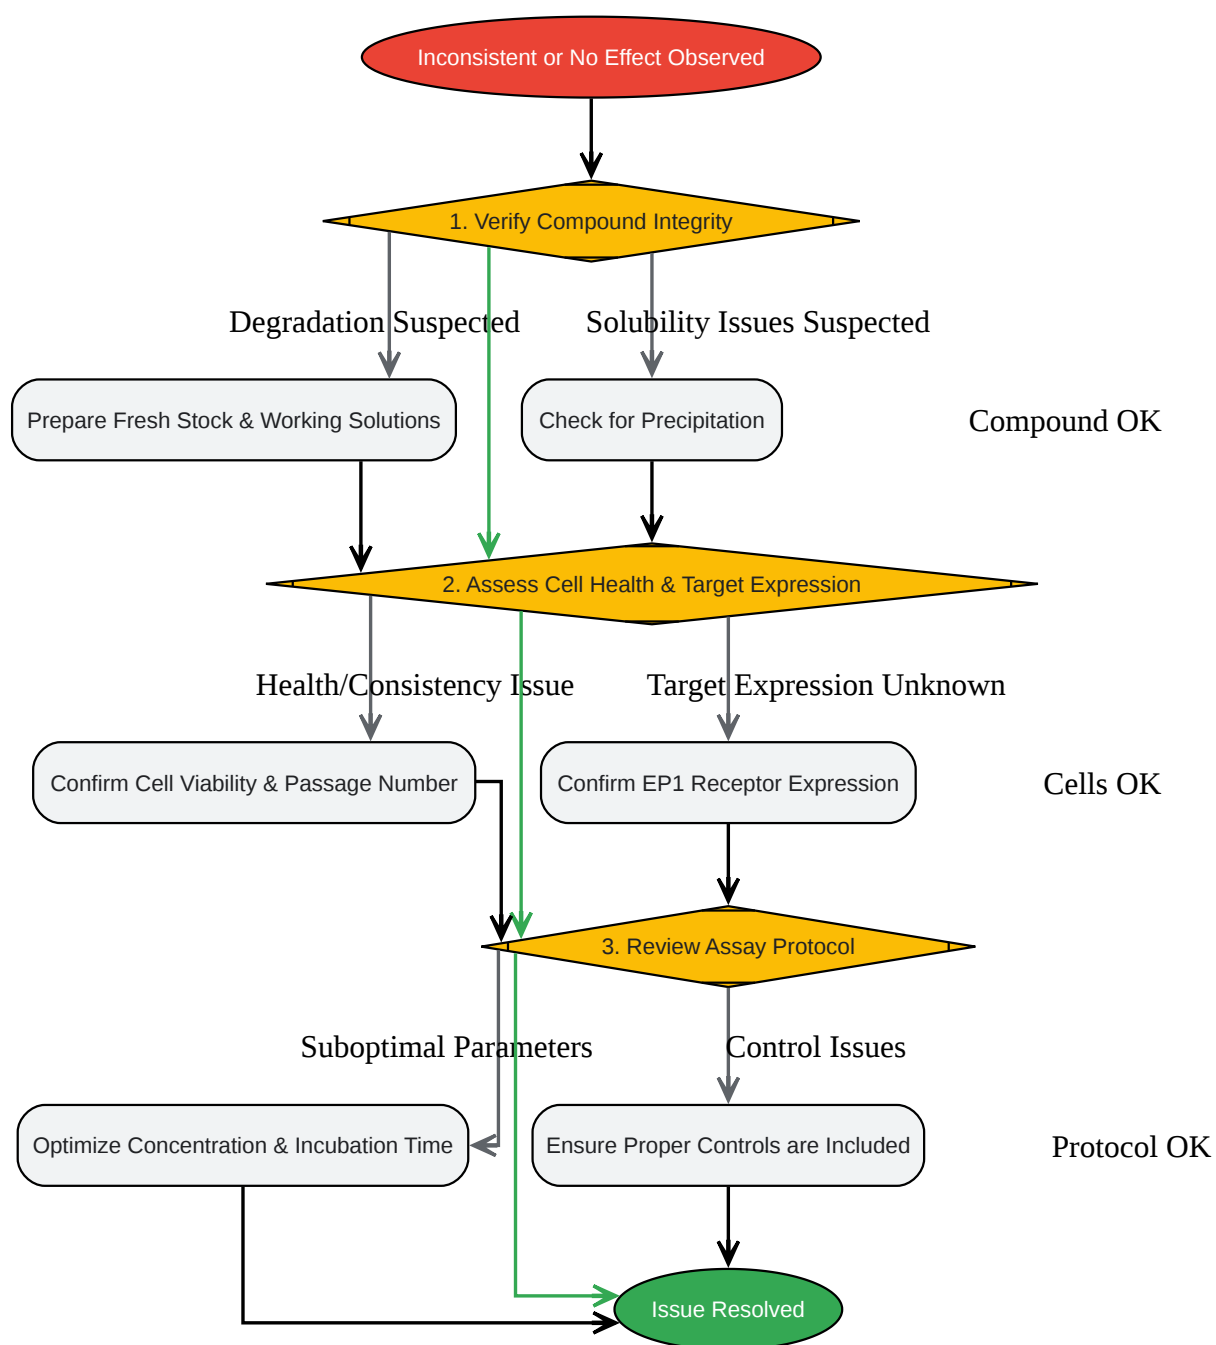 Inconsistent or No Effect Observed
1. Verify Compound Integrity
Degradation Suspected
Solubility Issues Suspected
Prepare Fresh Stock & Working Solutions
Check for Precipitation
Compound OK
2. Assess Cell Health & Target Expression
Health/Consistency Issue
Target Expression Unknown
Confirm Cell Viability & Passage Number
Confirm EP1 Receptor Expression
Cells OK
3. Review Assay Protocol
Suboptimal Parameters
Control Issues
Optimize Concentration & Incubation Time
Ensure Proper Controls are Included
Protocol OK
Issue Resolved